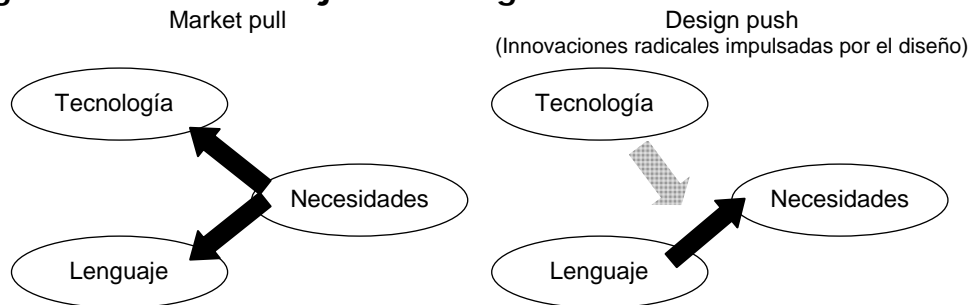 Market pull
Design push
(Innovaciones radicales impulsadas por el diseño)
Tecnología
Necesidades
Lenguaje
Tecnología
Necesidades
Lenguaje